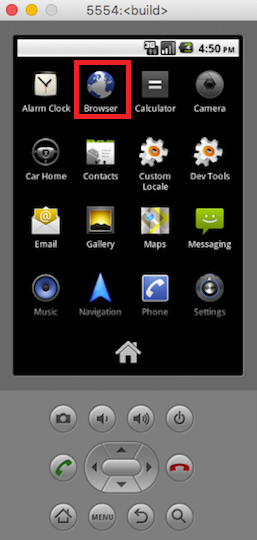 5554:<build>
3G 4:50 PM
Alarm Clock Browser Calculator Camera
Car Home Contacts Custom Locale Dev Tools
Email Gallery Maps Messaging
Music Navigation Phone Settings
MENU